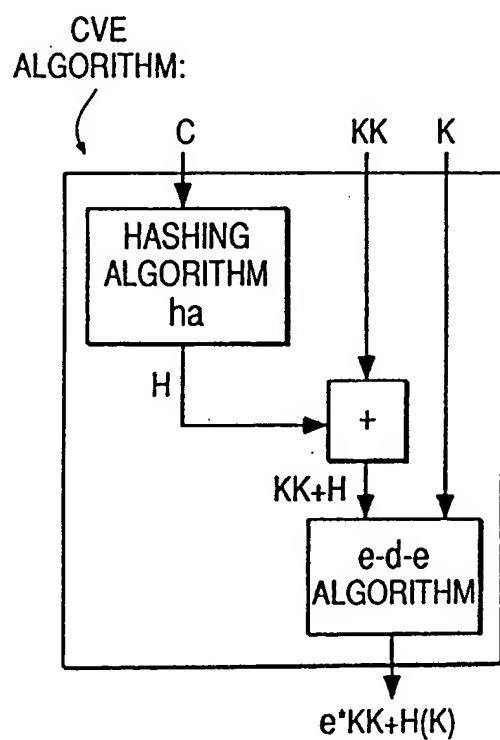 CVE
ALGORITHM:
C
KK
K
HASHING
ALGORITHM
ha
H
+
KK+H
e-d-e
ALGORITHM
e*KK+H(K)